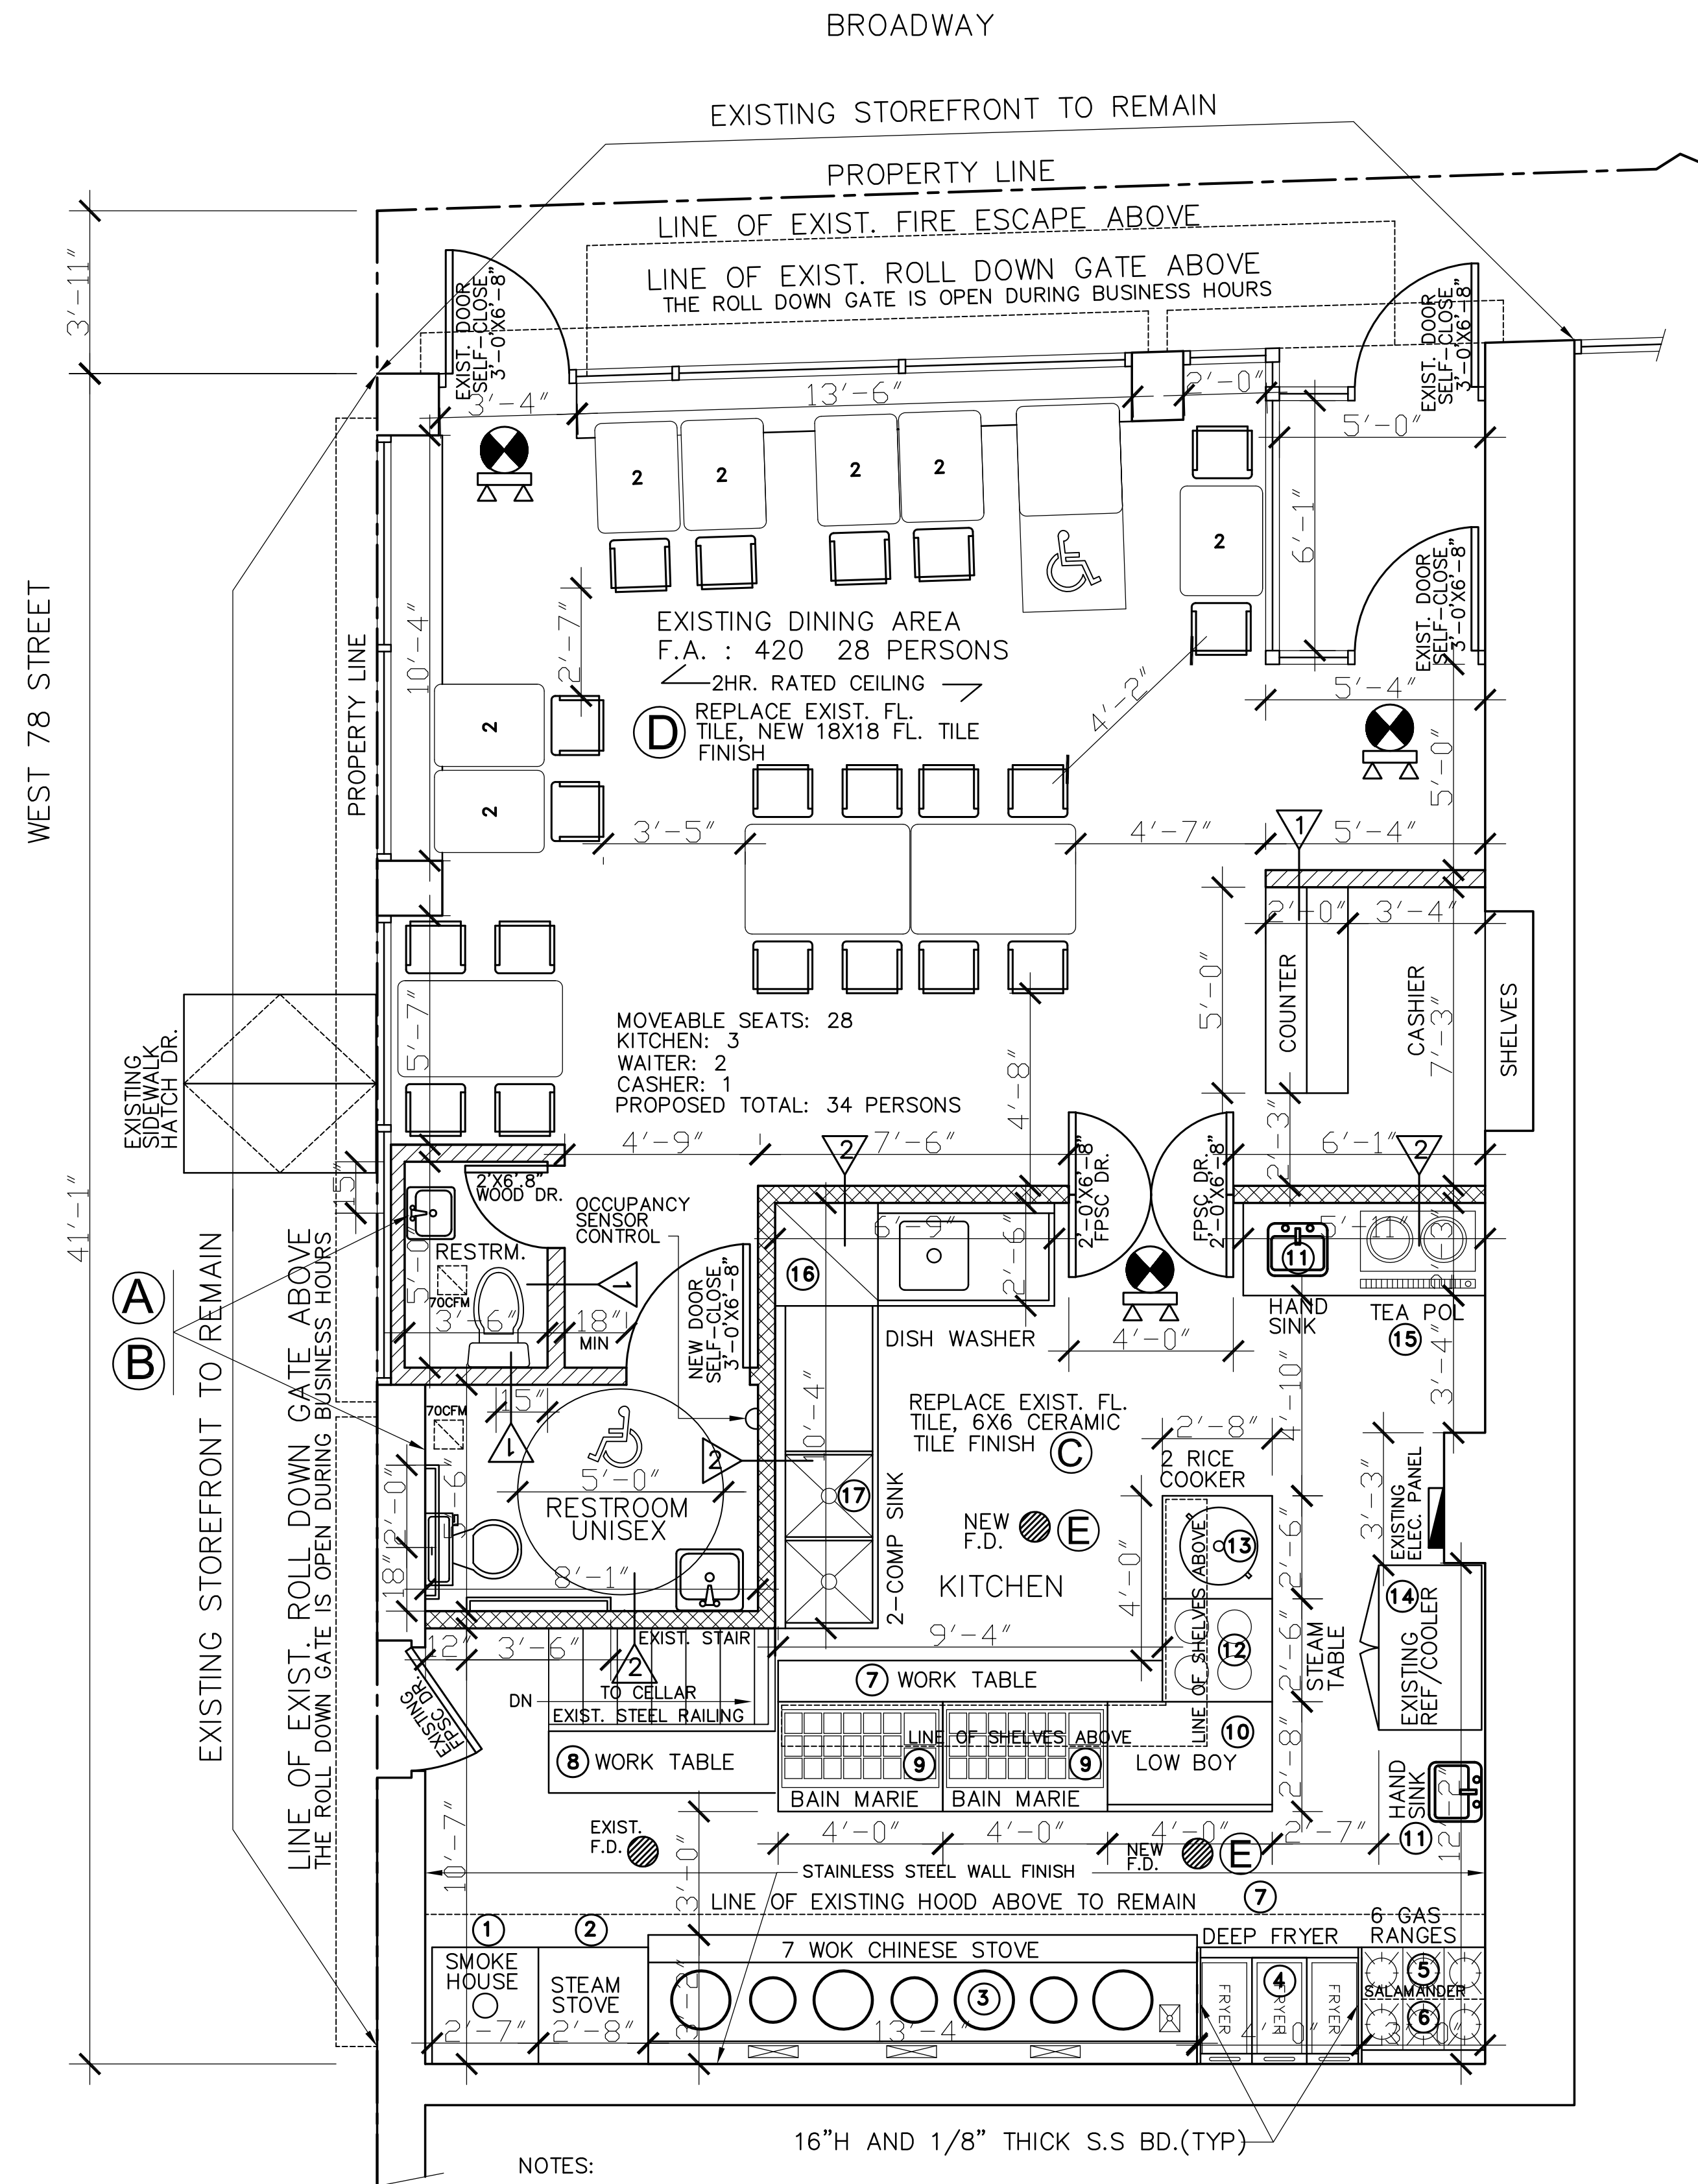 BROADWAY
EXISTING STOREFRONT TO REMAIN
PROPERTY LINE
LINE OF EXIST. FIRE ESCAPE ABOVE
LINE OF EXIST. ROLL DOWN GATE ABOVE
THE ROLL DOWN GATE IS OPEN DURING BUSINESS HOURS
3'-11"
EXIST. DOOR
SELF-CLOSE
3'-0'X6'-8"
EXIST. DOOR
SELF-CLOSE
3'-0'X6'-8"
3'-4"
13'-6"
2'-0"
5'-0"
2
2
2
2
2
6'-1"
EXIST. DOOR
SELF-CLOSE
3'-0'X6'-8"
WEST 78 STREET
PROPERTY LINE
10'-4"
2'-7"
EXISTING DINING AREA
F.A. : 420 28 PERSONS
2HR. RATED CEILING
D
REPLACE EXIST. FL.
TILE, NEW 18X18 FL. TILE
FINISH
4'-2"
5'-4"
5'-0"
2
2
3'-5"
4'-7"
1
5'-4"
2'-0"
3'-4"
5'-0"
COUNTER
CASHIER
7'-3"
SHELVES
5'-7"
EXISTING
SIDEWALK
HATCH DR.
MOVEABLE SEATS: 28
KITCHEN: 3
WAITER: 2
CASHER: 1
PROPOSED TOTAL: 34 PERSONS
4'-8"
2'-3"
41'-1"
15"
4'-9"
2
7'-6"
2'-0'X6'-8"
FPSC DR.
FPSC DR.
2'-0'X6'-8"
6'-1"
2
2'X6'.8"
WOOD DR.
OCCUPANCY
SENSOR
CONTROL
RESTRM.
5'-0"
70CFM
3'-6"
1
18"
MIN
NEW DOOR
SELF-CLOSE
3'-0'X6'-8"
16
6'-9"
2'-6"
DISH WASHER
4'-0"
11
5'-11"
2'-3"
HAND
SINK
TEA POL
15
3'-4"
A
B
EXISTING STOREFRONT TO REMAIN
LINE OF EXIST. ROLL DOWN GATE ABOVE
THE ROLL DOWN GATE IS OPEN DURING BUSINESS HOURS
70CFM
15"
1
2
5'-0"
RESTROOM
UNISEX
2'-0"
5'-6"
18"
8'-1"
10'-4"
17
2-COMP SINK
REPLACE EXIST. FL.
TILE, 6X6 CERAMIC
TILE FINISH
C
NEW
F.D.
E
KITCHEN
4'-10"
2'-8"
2 RICE
COOKER
13
LINE OF SHELVES ABOVE
4'-0"
2'-6"
12
2'-6"
STEAM
TABLE
3'-3"
EXISTING
ELEC. PANEL
14
EXISTING
REF/COOLER
9'-4"
12"
3'-6"
EXIST. STAIR
2
DN
TO CELLAR
EXIST. STEEL RAILING
EXISTING
FPSC DR.
7
WORK TABLE
8
WORK TABLE
LINE OF SHELVES ABOVE
9
9
BAIN MARIE
BAIN MARIE
10
LOW BOY
2'-8"
HAND
SINK
11
12'-2"
10'-7"
EXIST.
F.D.
3'-0"
4'-0"
4'-0"
4'-0"
2'-7"
NEW
F.D.
E
STAINLESS STEEL WALL FINISH
LINE OF EXISTING HOOD ABOVE TO REMAIN
7
1
SMOKE
HOUSE
2
STEAM
STOVE
7 WOK CHINESE STOVE
3
DEEP FRYER
4
FRYER
FRYER
FRYER
6 GAS
RANGES
5
SALAMANDER
6
2'-7"
2'-8"
3'-0"
13'-4"
4'-0"
3'-0"
16"H AND 1/8" THICK S.S BD.(TYP)
NOTES: